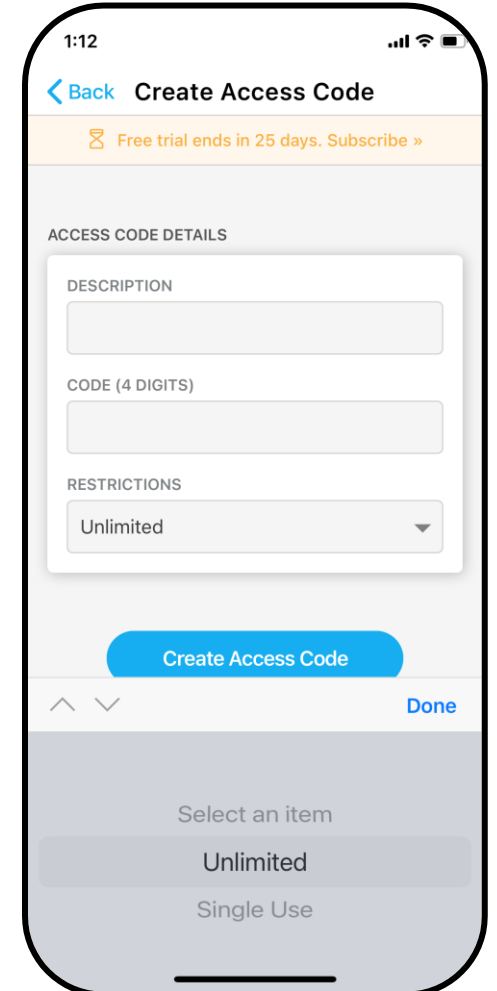 1:12
Back Create Access Code
Free trial ends in 25 days. Subscribe »
ACCESS CODE DETAILS
DESCRIPTION
CODE (4 DIGITS)
RESTRICTIONS
Unlimited
Create Access Code
Done
Select an item
Unlimited
Single Use